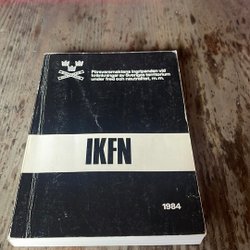 Försvarsmaktens ingripanden vid
kränkningar av Sveriges territorium
under fred och neutralitet, m. m.
IKFN
1984